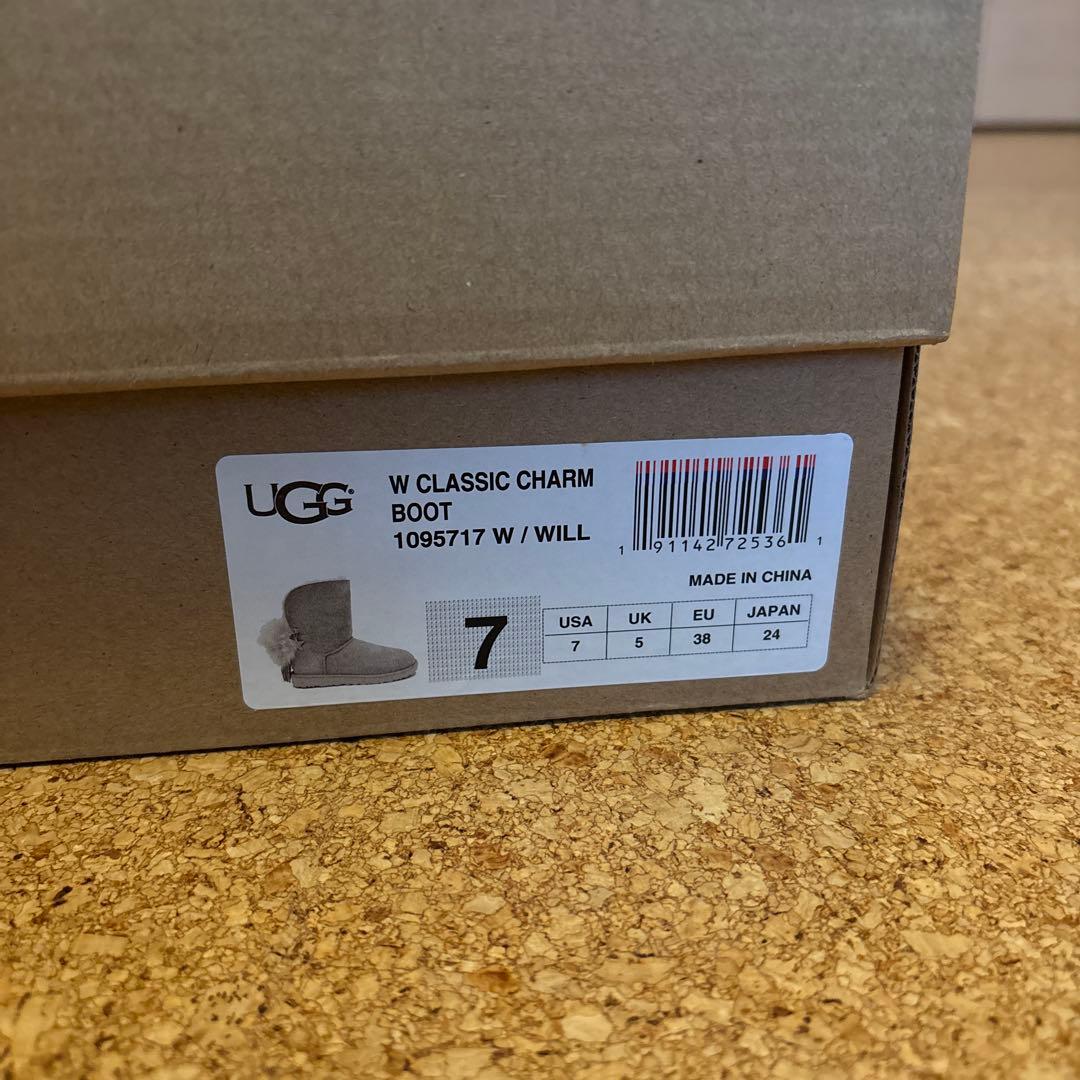 UGG
W CLASSIC CHARM
BOOT
1095717 W / WILL
1 91142 72536 1
MADE IN CHINA
7
USA UK EU JAPAN
7 5 38 24